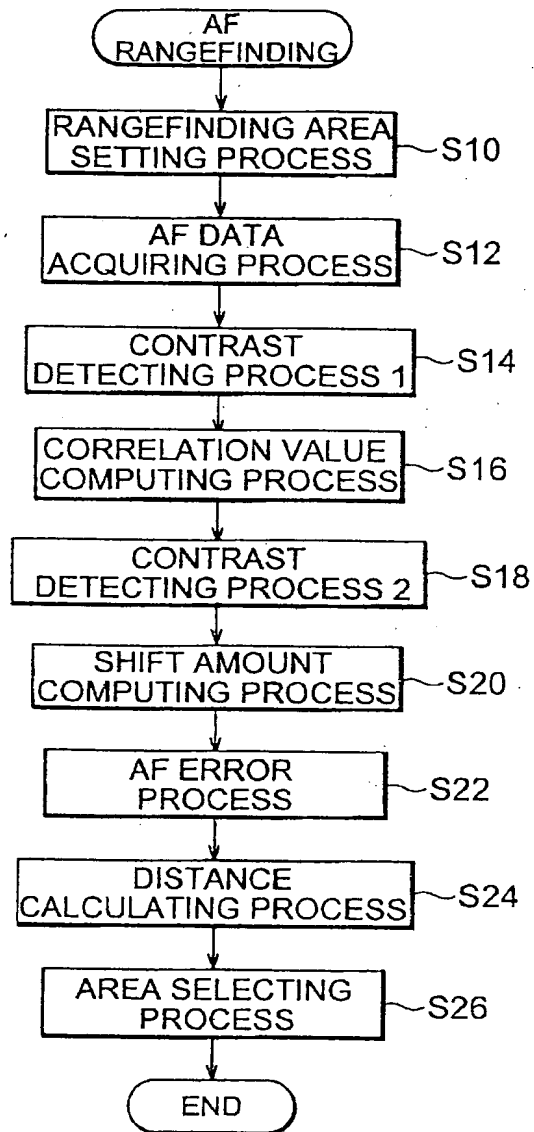 AF
RANGEFINDING
RANGEFINDING AREA
SETTING PROCESS
S10
AF DATA
ACQUIRING PROCESS
S12
CONTRAST
DETECTING PROCESS 1
S14
CORRELATION VALUE
COMPUTING PROCESS
S16
CONTRAST
DETECTING PROCESS 2
S18
SHIFT AMOUNT
COMPUTING PROCESS
S20
AF ERROR
PROCESS
S22
DISTANCE
CALCULATING PROCESS
S24
AREA SELECTING
PROCESS
S26
END